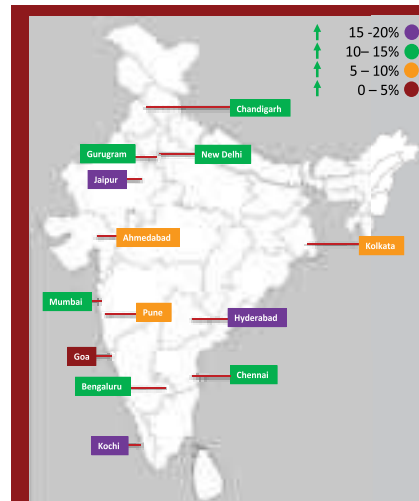 15 -20%
10– 15%
5 – 10%
0 – 5%
Chandigarh
Gurugram
New Delhi
Jaipur
Ahmedabad
Kolkata
Mumbai
Pune
Hyderabad
Goa
Chennai
Bengaluru
Kochi